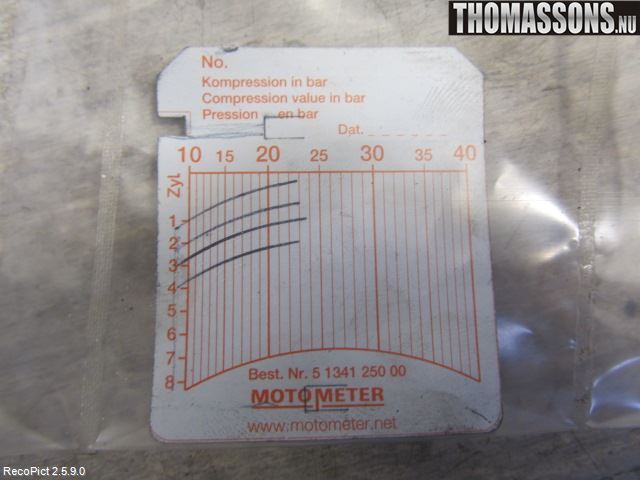 THOMASSONS.NU
No.
Kompression in bar
Compression value in bar
Pression en bar
Dat.
10 15 20 25 30 35 40
Zyl
1
2
3
4
5
6
7
8
Best. Nr. 5 1341 250 00
MOTOMETER
www.motometer.net
RecoPict 2.5.9.0